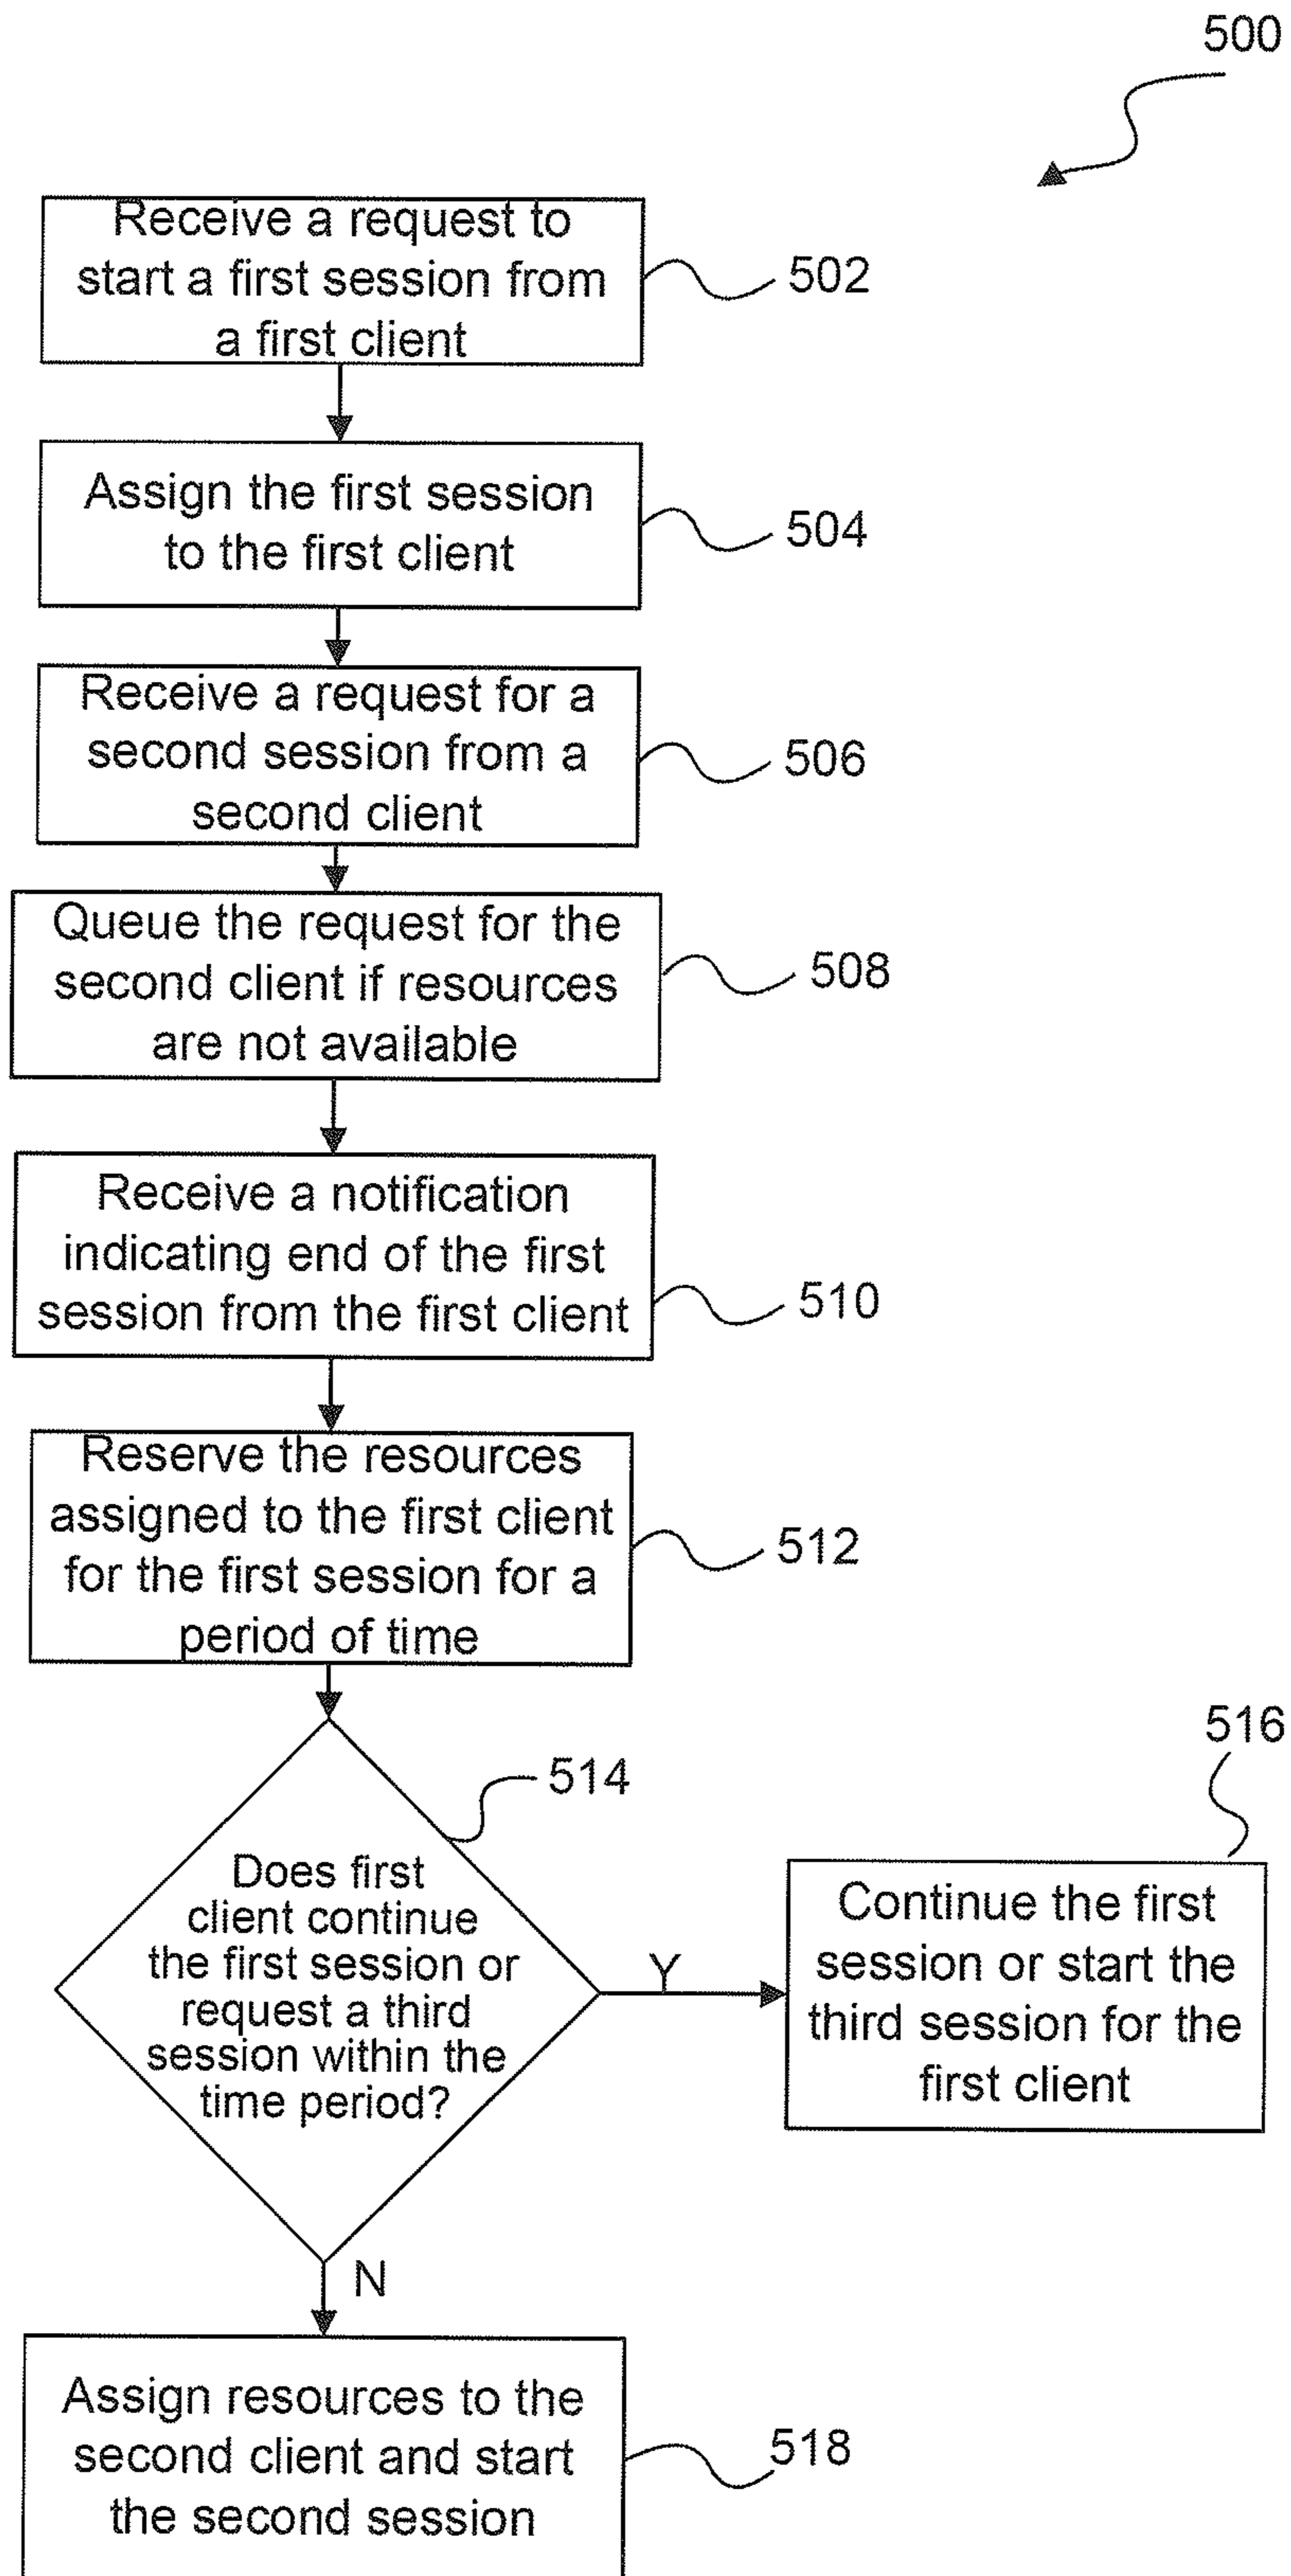 500
Receive a request to
start a first session from
a first client
502
Assign the first session
to the first client
504
Receive a request for a
second session from a
second client
506
Queue the request for the
second client if resources
are not available
508
Receive a notification
indicating end of the first
session from the first client
510
Reserve the resources
assigned to the first client
for the first session for a
period of time
512
514
Does first
client continue
the first session or
request a third
session within the
time period?
Y
516
Continue the first
session or start the
third session for the
first client
N
Assign resources to the
second client and start
the second session
518